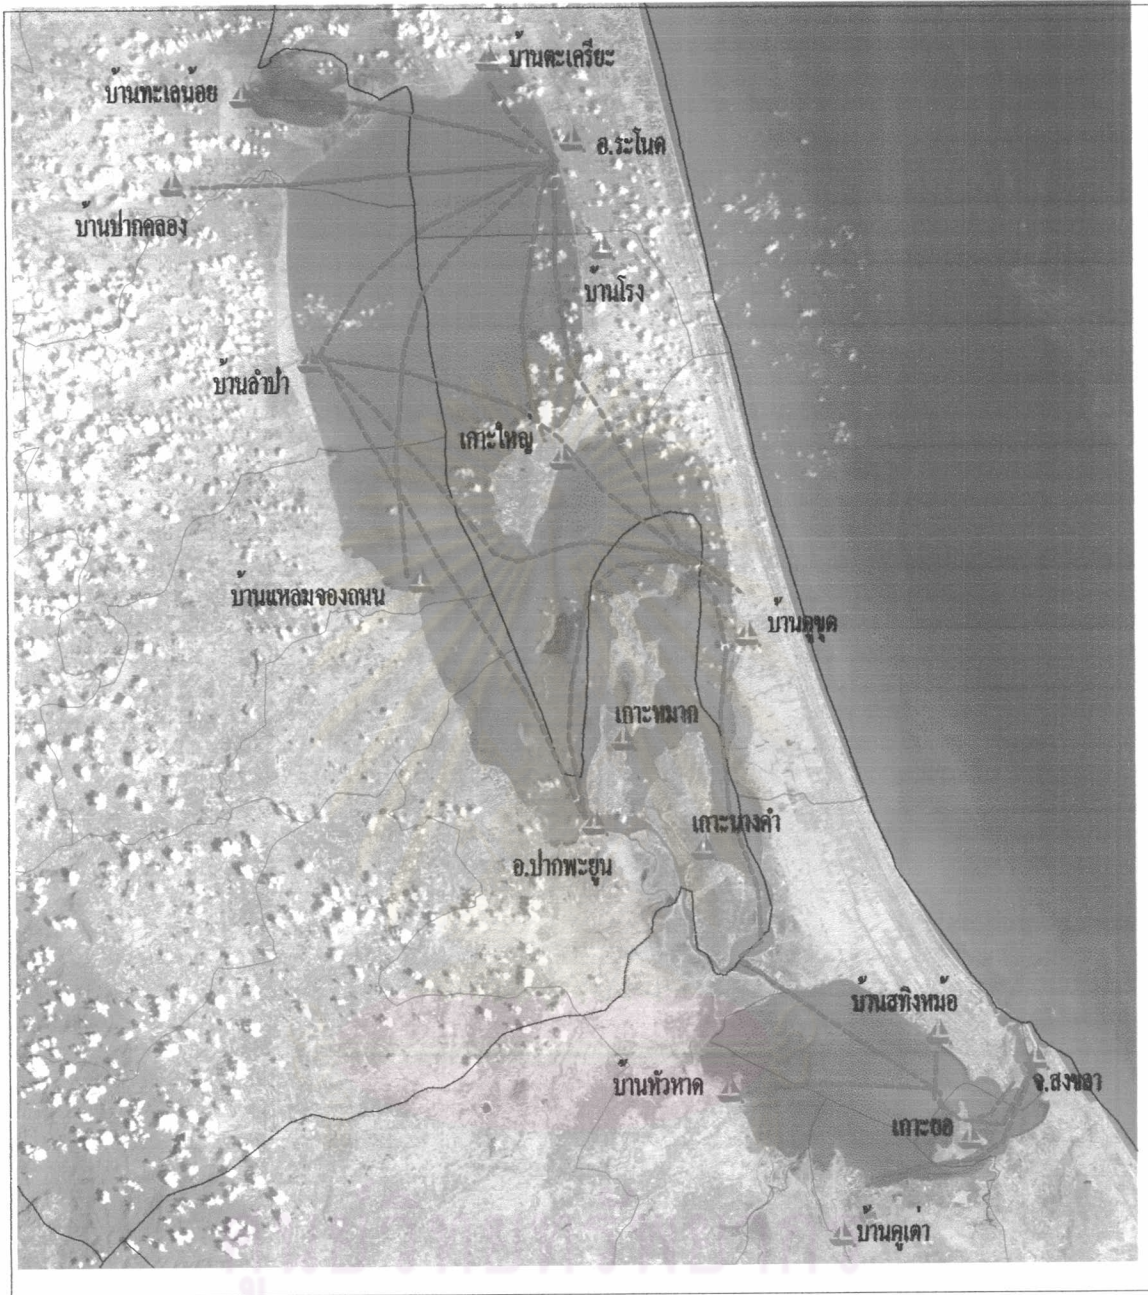 บ้านตะเครียะ
บ้านทะเลน้อย
อ.ระโนด
บ้านปากคลอง
บ้านโรง
บ้านลำปำ
เกาะใหญ่
บ้านแหลมจองถนน
บ้านคูขุด
เกาะหมาก
เกาะนางคำ
อ.ปากพะยูน
บ้านสทิงหม้อ
จ.สงขลา
บ้านหัวหาด
เกาะยอ
บ้านคูเต่า